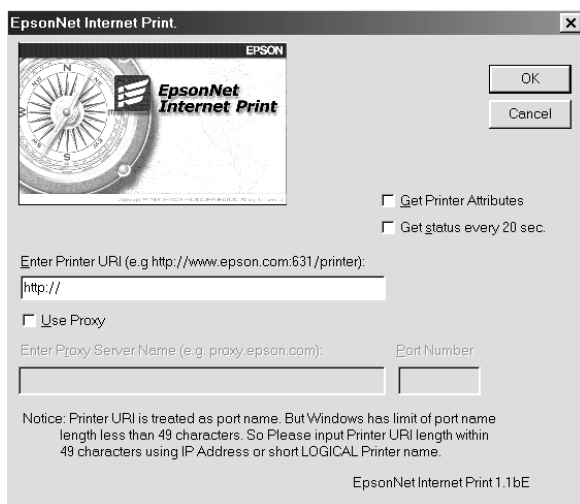 EpsonNet Internet Print.
EPSON
N
EpsonNet
Internet Print
S
OK
Cancel
Get Printer Attributes
Get status every 20 sec.
Enter Printer URI (e.g http://www.epson.com:631/printer):
http://
Use Proxy
Enter Proxy Server Name (e.g. proxy.epson.com):
Port Number
Notice: Printer URI is treated as port name. But Windows has limit of port name
length less than 49 characters. So Please input Printer URI length within
49 characters using IP Address or short LOGICAL Printer name.
EpsonNet Internet Print 1.1bE